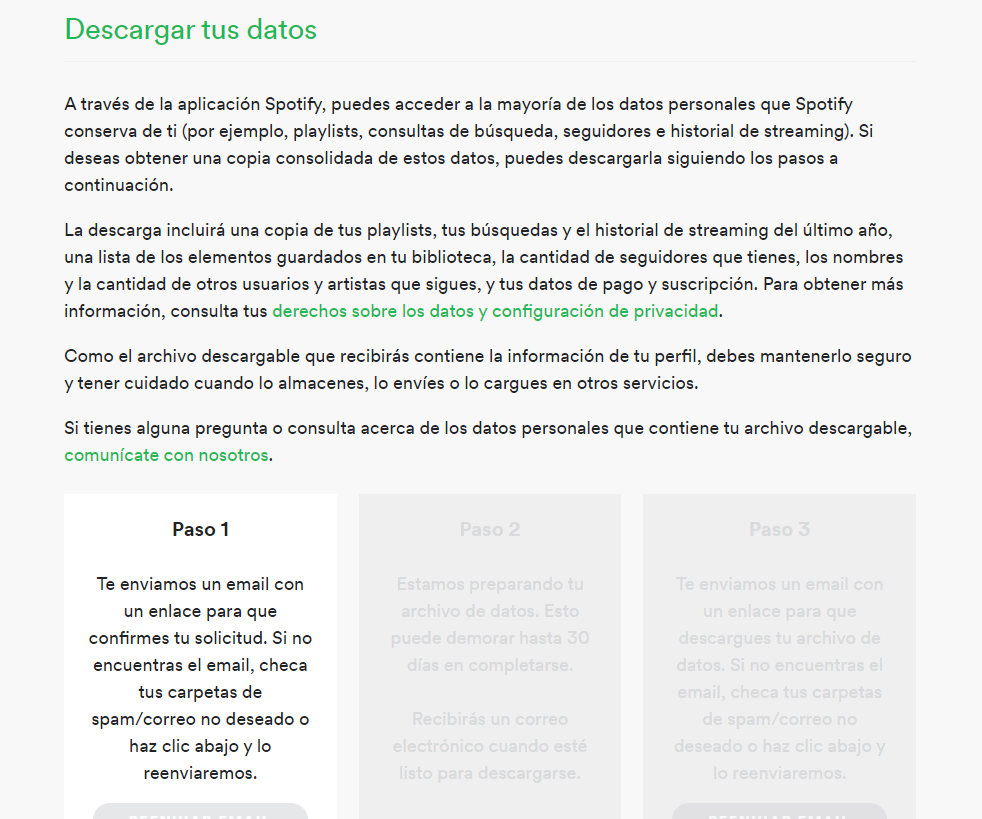 Descargar tus datos
A través de la aplicación Spotify, puedes acceder a la mayoría de los datos personales que Spotify
conserva de ti (por ejemplo, playlists, consultas de búsqueda, seguidores e historial de streaming). Si
deseas obtener una copia consolidada de estos datos, puedes descargarla siguiendo los pasos a
continuación.
La descarga incluirá una copia de tus playlists, tus búsquedas y el historial de streaming del último año,
una lista de los elementos guardados en tu biblioteca, la cantidad de seguidores que tienes, los nombres
y la cantidad de otros usuarios y artistas que sigues, y tus datos de pago y suscripción. Para obtener más
información, consulta tus derechos sobre los datos y configuración de privacidad.
Como el archivo descargable que recibirás contiene la información de tu perfil, debes mantenerlo seguro
y tener cuidado cuando lo almacenes, lo envíes o lo cargues en otros servicios.
Si tienes alguna pregunta o consulta acerca de los datos personales que contiene tu archivo descargable,
comunícate con nosotros.
Paso 1
Te enviamos un email con
un enlace para que
confirmes tu solicitud. Si no
encuentras el email, checa
tus carpetas de
spam/correo no deseado o
haz clic abajo y lo
reenviaremos.
REENVIAR EMAIL
Paso 2
Estamos preparando tu
archivo de datos. Esto
puede demorar hasta 30
días en completarse.
Recibirás un correo
electrónico cuando esté
listo para descargarse.
Paso 3
Te enviamos un email con
un enlace para que
descargues tu archivo de
datos. Si no encuentras el
email, checa tus carpetas
de spam/correo no
deseado o haz clic abajo y
lo reenviaremos.
REENVIAR EMAIL